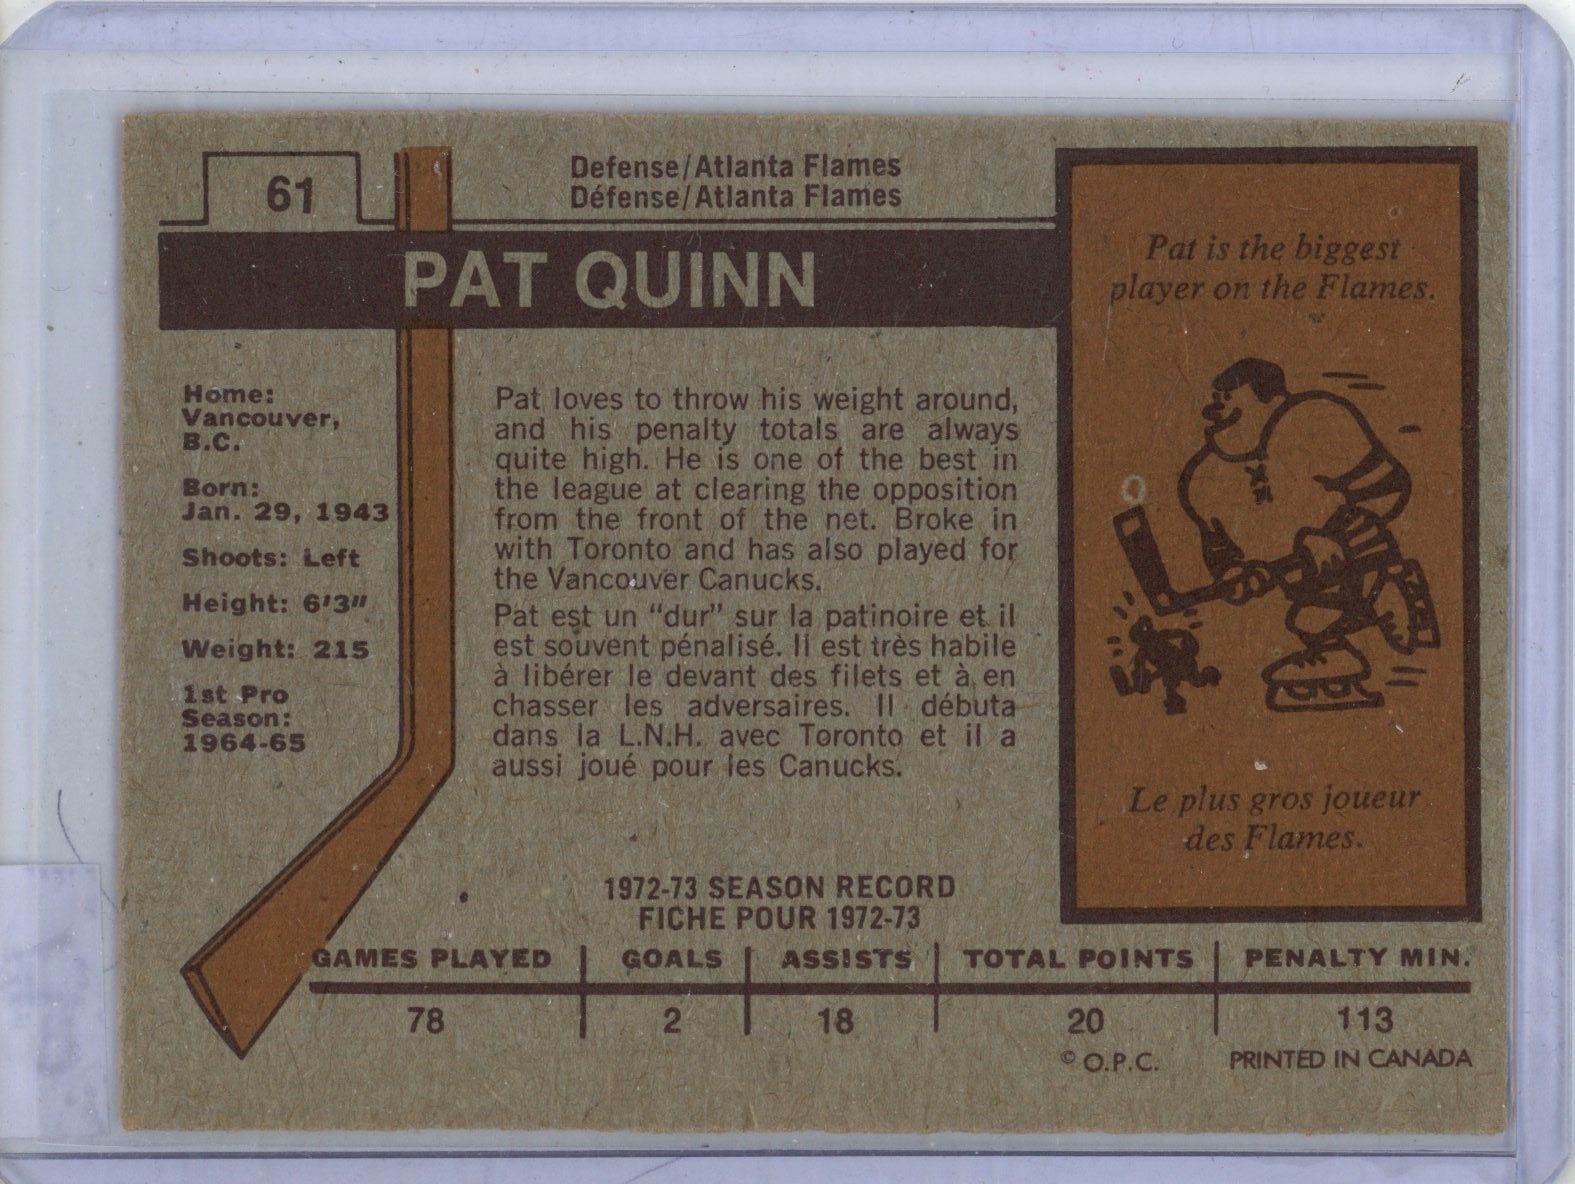 61
Defense/Atlanta Flames
Défense/Atlanta Flames
PAT QUINN
Home:
Vancouver,
B.C.
Born:
Jan. 29, 1943
Shoots: Left
Height: 6'3"
Weight: 215
1st Pro
Season:
1964-65
Pat loves to throw his weight around,
and his penalty totals are always
quite high. He is one of the best in
the league at clearing the opposition
from the front of the net. Broke in
with Toronto and has also played for
the Vancouver Canucks.
Pat est un "dur" sur la patinoire et il
est souvent pénalisé. Il est très habile
à libérer le devant des filets et à en
chasser les adversaires. Il débuta
dans la L.N.H. avec Toronto et il a
aussi joué pour les Canucks.
Pat is the biggest
player on the Flames.
Le plus gros joueur
des Flames.
1972-73 SEASON RECORD
FICHE POUR 1972-73
GAMES PLAYED GOALS ASSISTS TOTAL POINTS PENALTY MIN.
78 2 18 20 113
© O.P.C. PRINTED IN CANADA